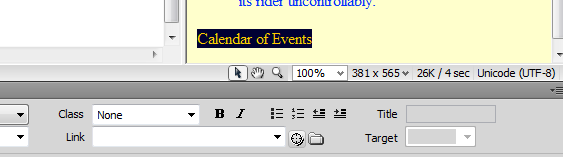 its rider uncontrollably.
Calendar of Events
100% 381 x 565 26K / 4 sec Unicode (UTF-8)
Class None B I Title
Link Target